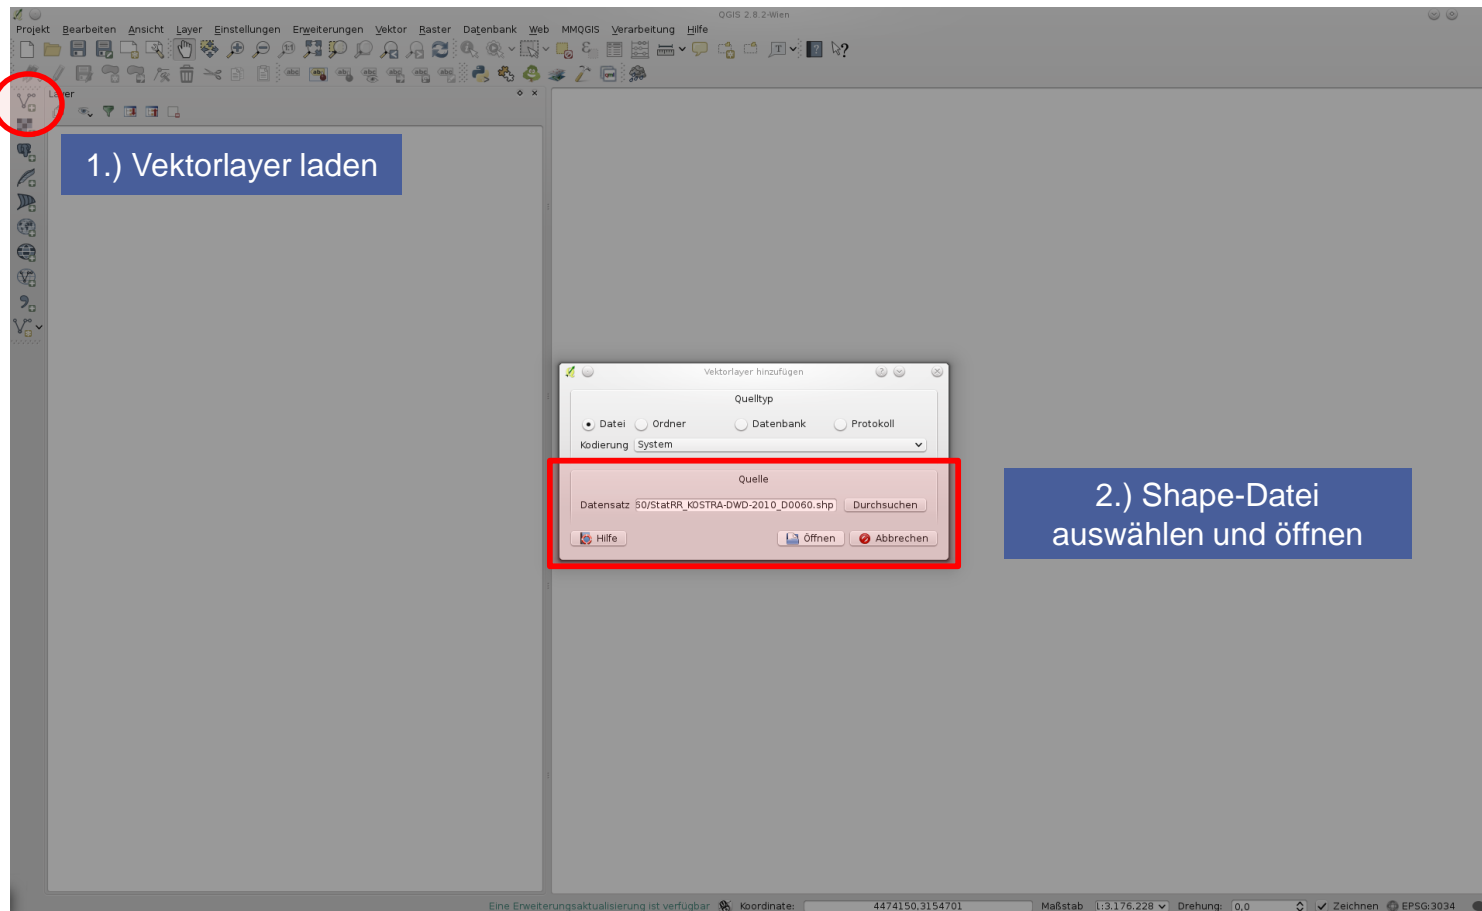 QGIS 2.8.2-Wien
Projekt Bearbeiten Ansicht Layer Einstellungen Erweiterungen Vektor Raster Datenbank Web MMQGIS Verarbeitung Hilfe
Layer
1.) Vektorlayer laden
Vektorlayer hinzufügen
Quelltyp
Datei Ordner Datenbank Protokoll
Kodierung System
Quelle
Datensatz 60/StatRR_KOSTRA-DWD-2010_D0060.shp Durchsuchen
Hilfe Öffnen Abbrechen
2.) Shape-Datei
auswählen und öffnen
Eine Erweiterungsaktualisierung ist verfügbar Koordinate: 4474150,3154701 Maßstab 1:3.176.228 Drehung: 0,0 Zeichnen EPSG:3034